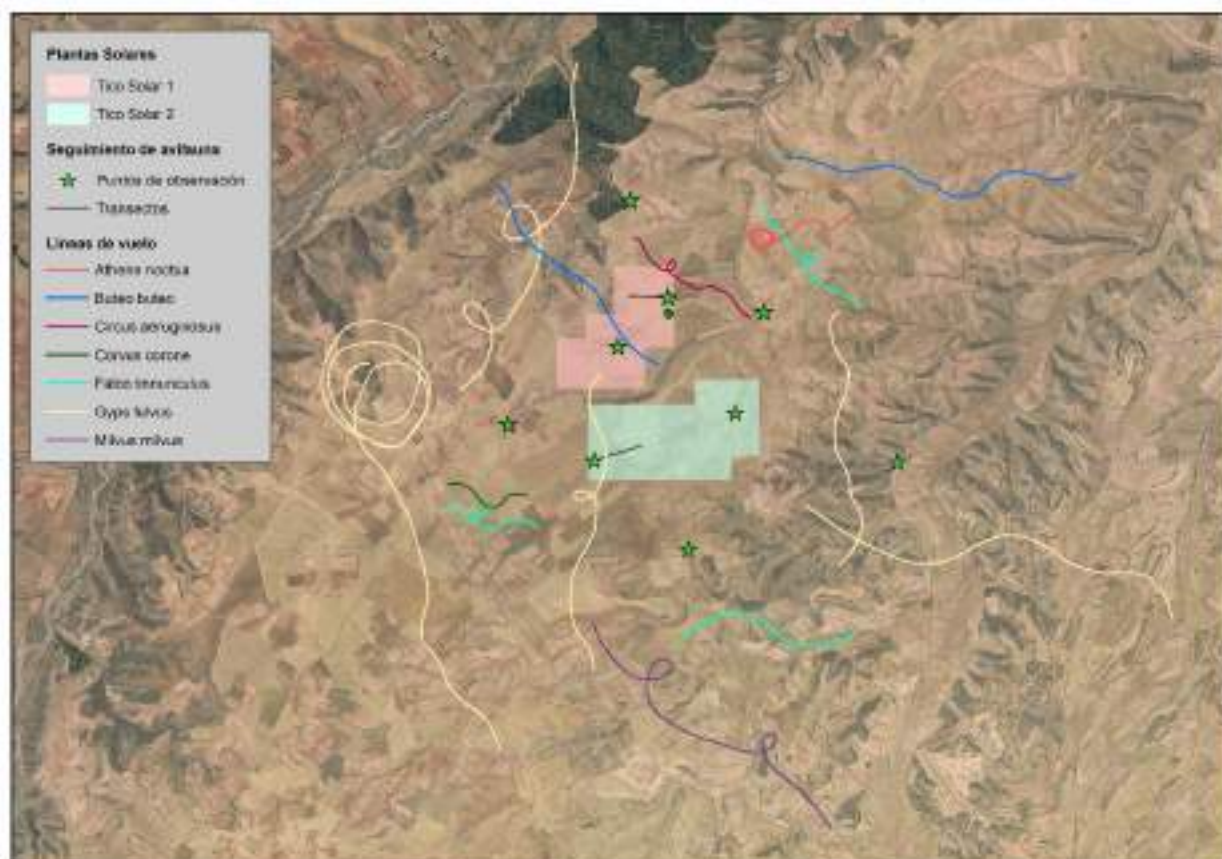 Plantas Solares
Tico Solar 1
Tico Solar 2
Seguimiento de avifauna
Puntos de observación
Transectos
Líneas de vuelo
Athene noctua
Buteo buteo
Circus aeruginosus
Corvus corone
Falco tinnunculus
Gyps fulvus
Milvus milvus